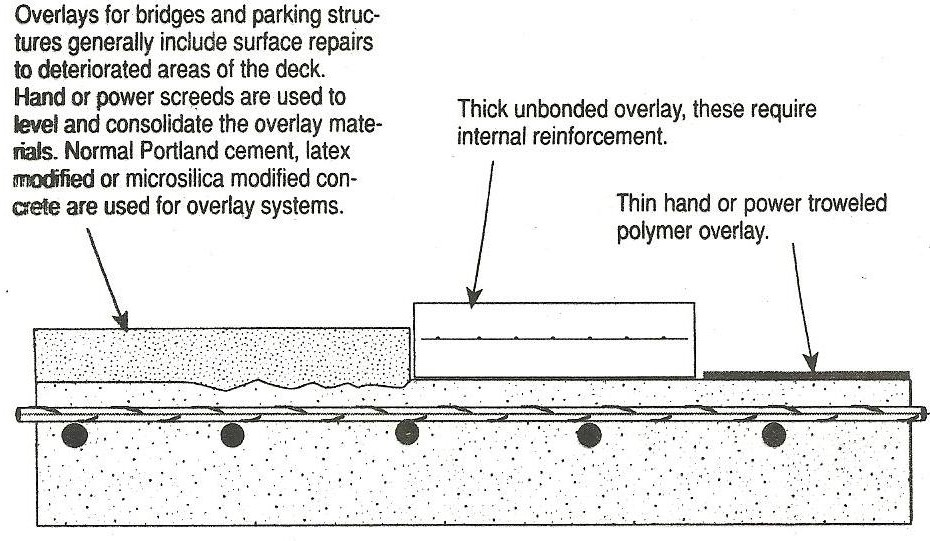 Overlays for bridges and parking struc-
tures generally include surface repairs
to deteriorated areas of the deck.
Hand or power screeds are used to
level and consolidate the overlay mate-
rials. Normal Portland cement, latex
modified or microsilica modified con-
crete are used for overlay systems.
Thick unbonded overlay, these require
internal reinforcement.
Thin hand or power troweled
polymer overlay.